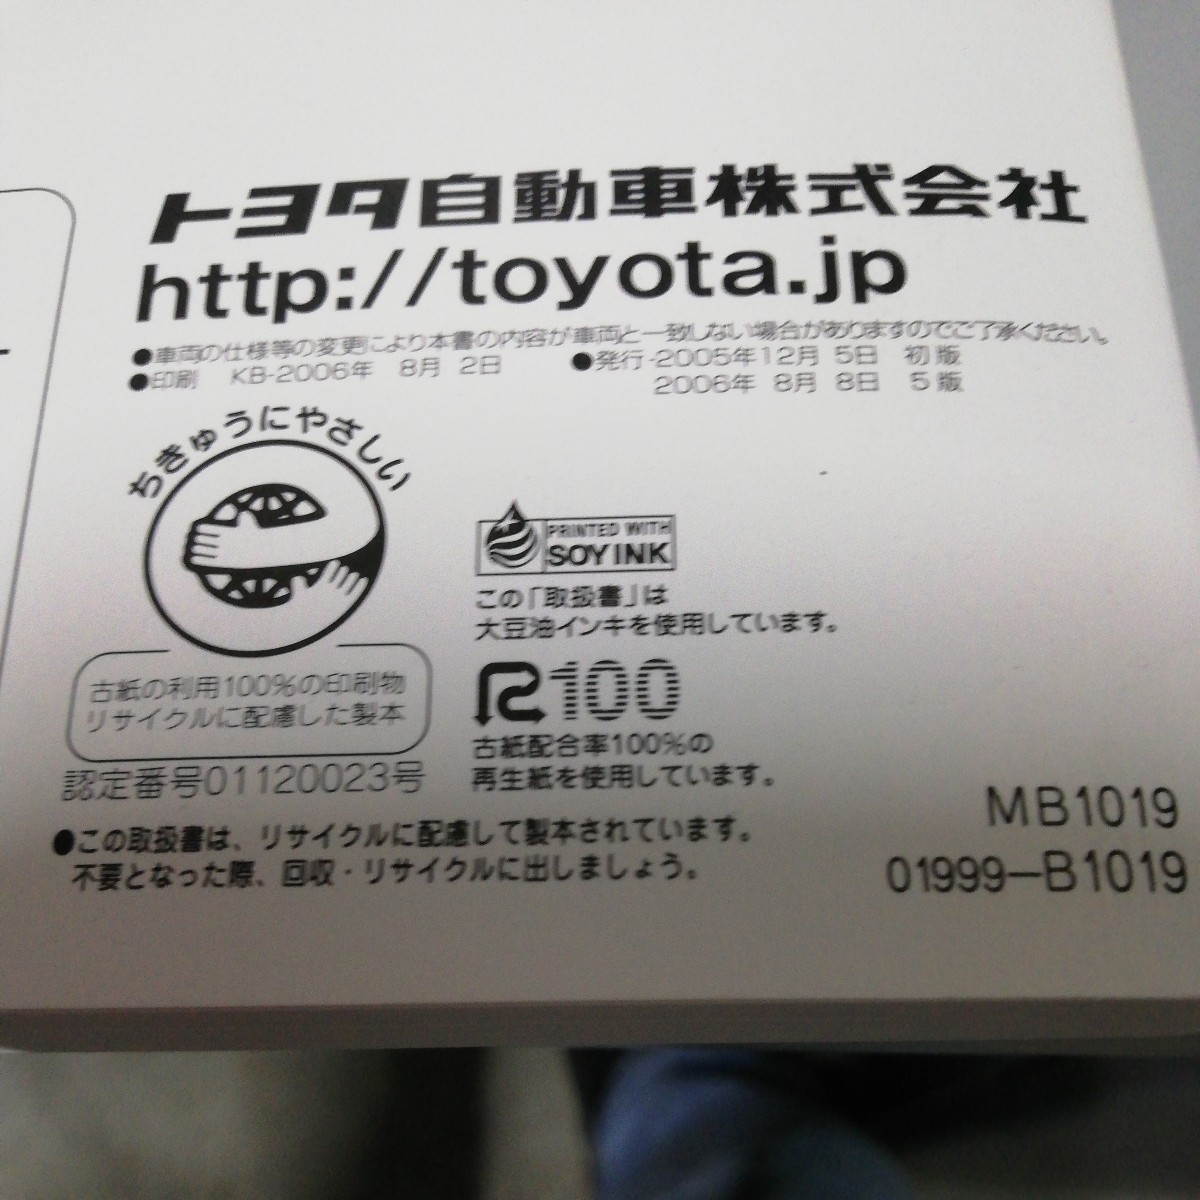 トヨタ自動車株式会社
http://toyota.jp
●車両の仕様等の変更により本書の内容が車両と一致しない場合がありますのでご了承ください。
●印刷 KB-2006年 8月 2日 ●発行-2005年12月 5日 初版
2006年 8月 8日 5版
ちきゅうにやさしい
PRINTED WITH
SOY INK
この「取扱書」は
大豆油インキを使用しています。
古紙の利用100%の印刷物
リサイクルに配慮した製本
認定番号01120023号
R100
古紙配合率100%の
再生紙を使用しています。
●この取扱書は、リサイクルに配慮して製本されています。
不要となった際、回収・リサイクルに出しましょう。
MB1019
01999-B1019